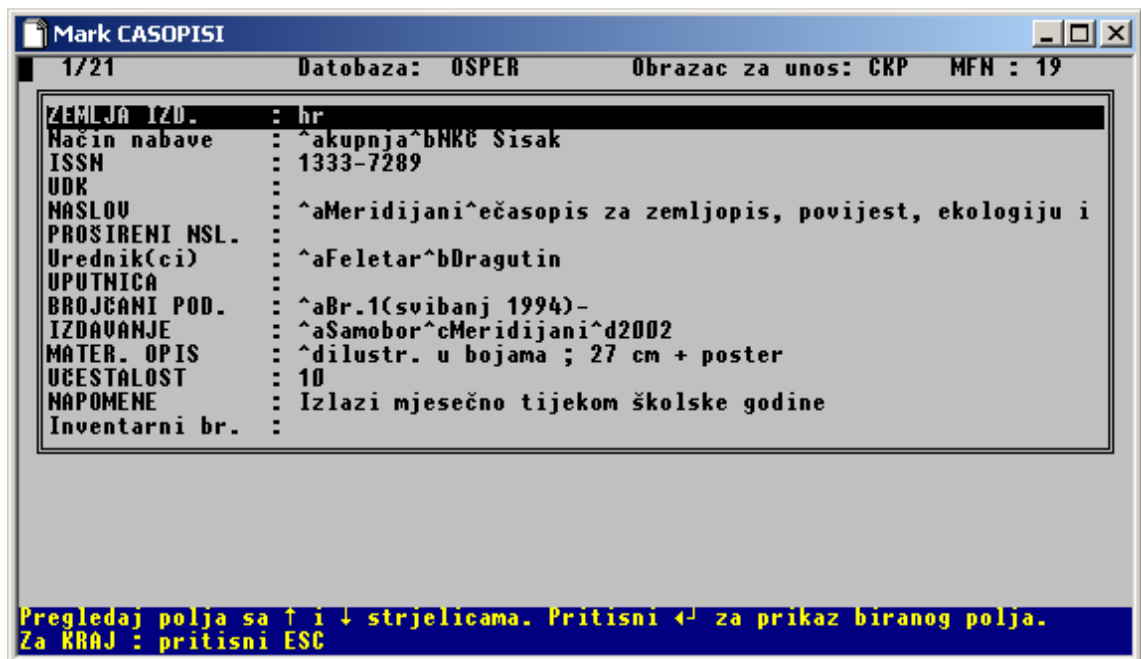 Mark CASOPISI
1/21 Datobaza: OSPER Obrazac za unos: CKP MFN : 19
ZEMLJA IZD. : hr
Način nabave : ^akupnja^bNKČ Sisak
ISSN : 1333-7289
UDK :
NASLOV : ^aMeridijani^ečasopis za zemljopis, povijest, ekologiju i
PROŠIRENI NSL. :
Urednik(ci) : ^aFeletar^bDragutin
UPUTNICA :
BROJČANI POD. : ^aBr.1(svibanj 1994)-
IZDAVANJE : ^aSamobor^cMeridijani^d2002
MATER. OPIS : ^dilustr. u bojama ; 27 cm + poster
UČESTALOST : 10
NAPOMENE : Izlazi mjesečno tijekom školske godine
Inventarni br. :
Pregledaj polja sa ↑ i ↓ strjelicama. Pritisni ↵ za prikaz biranog polja.
Za KRAJ : pritisni ESC